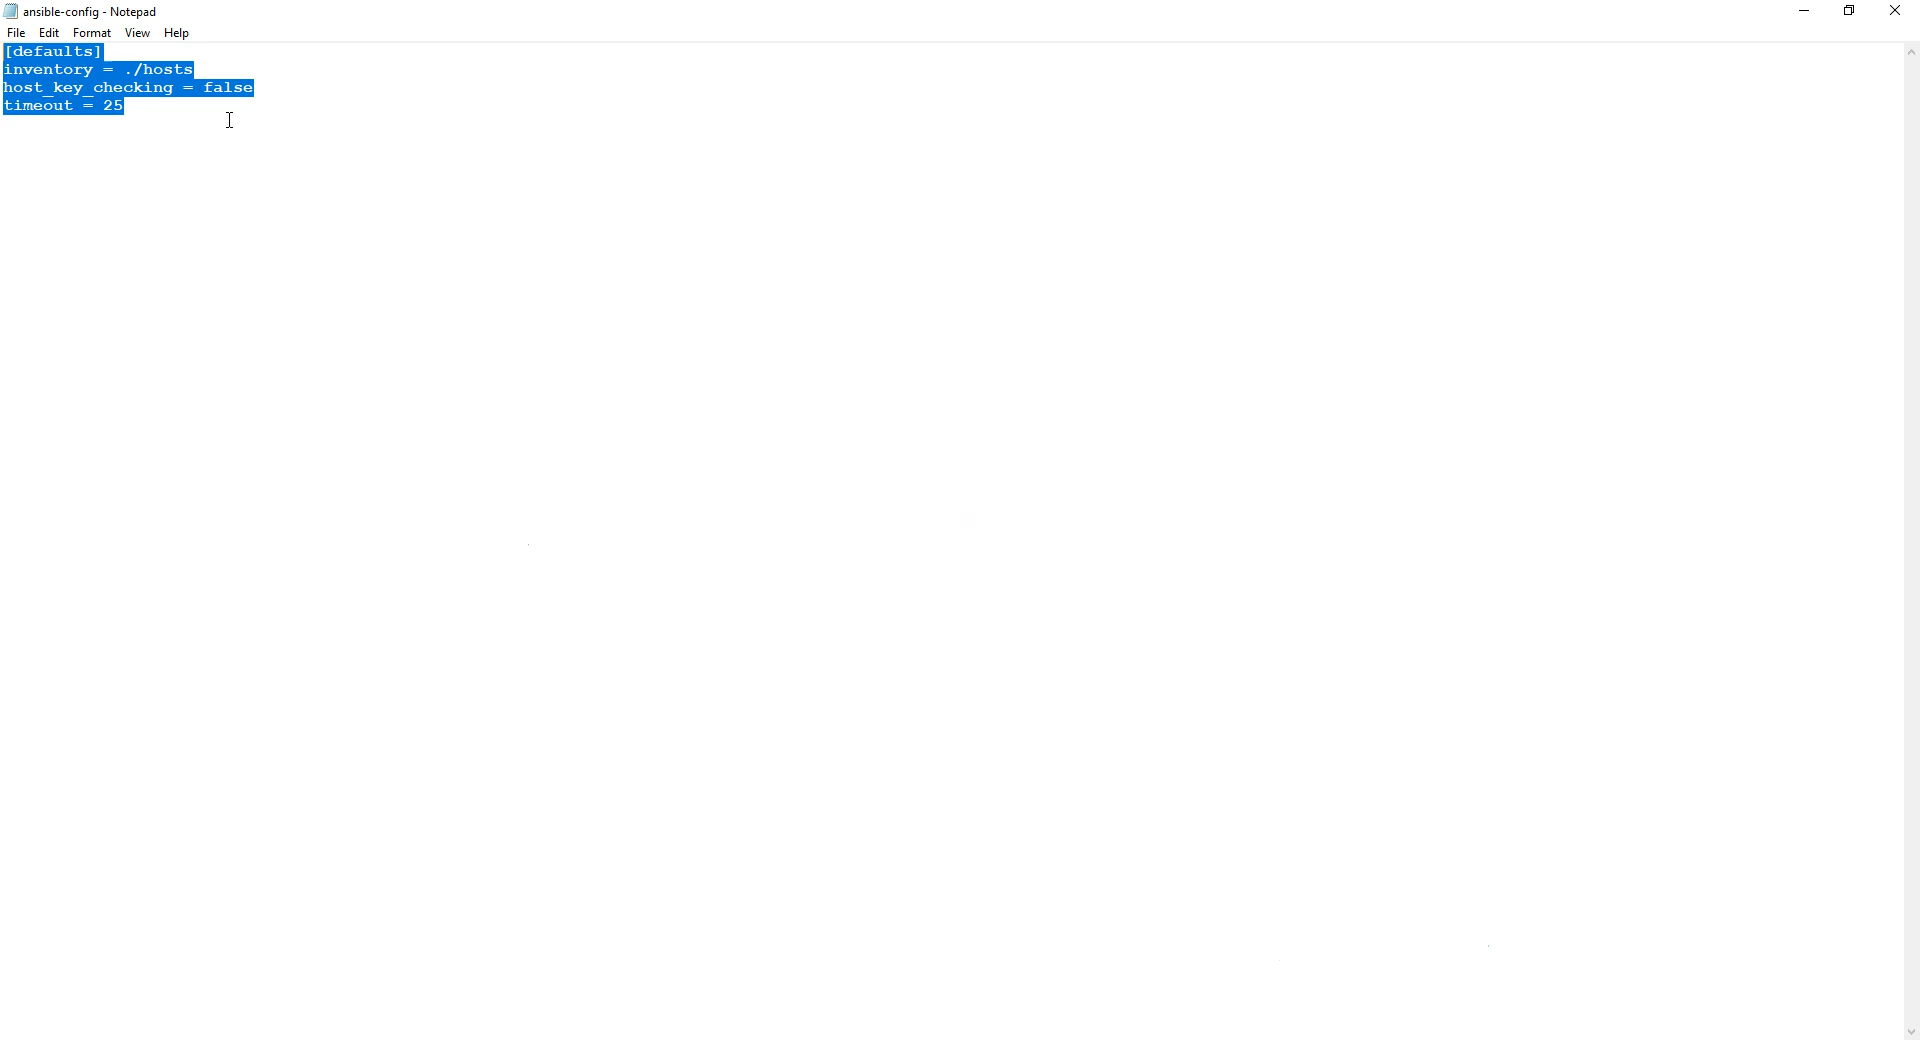 ansible-config - Notepad
File Edit Format View Help
[defaults]
inventory = ./hosts
host_key_checking = false
timeout = 25